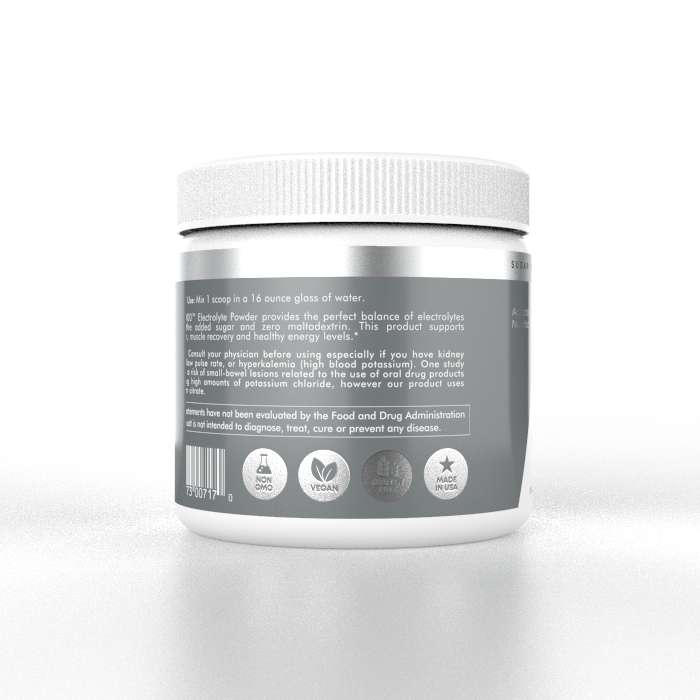 Use: Mix 1 scoop in a 16 ounce glass of water.
Electrolyte Powder provides the perfect balance of electrolytes
added sugar and zero maltodextrin. This product supports
muscle recovery and healthy energy levels.*
Consult your physician before using especially if you have kidney
pulse rate, or hyperkalemia (high blood potassium). One study
risk of small-bowel lesions related to the use of oral drug products
high amounts of potassium chloride, however our product uses
citrate.
have not been evaluated by the Food and Drug Administration
is not intended to diagnose, treat, cure or prevent any disease.
NON
GMO
VEGAN
MADE
IN USA
73 00717 0
SUGAR